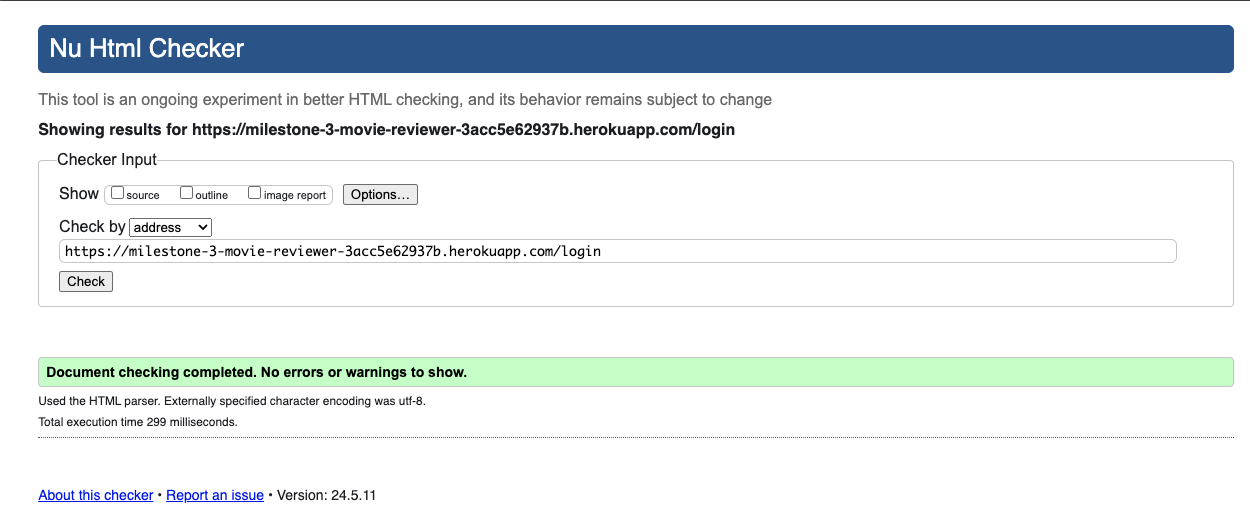 Nu Html Checker
This tool is an ongoing experiment in better HTML checking, and its behavior remains subject to change
Showing results for https://milestone-3-movie-reviewer-3acc5e62937b.herokuapp.com/login
Checker Input
Show source outline image report Options...
Check by address
https://milestone-3-movie-reviewer-3acc5e62937b.herokuapp.com/login
Check
Document checking completed. No errors or warnings to show.
Used the HTML parser. Externally specified character encoding was utf-8.
Total execution time 299 milliseconds.
About this checker • Report an issue • Version: 24.5.11